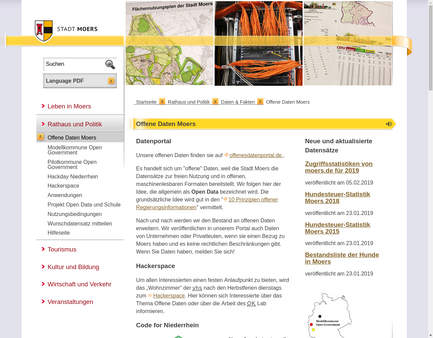 Flächennutzungsplan der Stadt Moers
STADT MOERS
Suchen
Language PDF
Startseite
Rathaus und Politik
Daten & Fakten
Offene Daten Moers
Leben in Moers
Rathaus und Politik
Offene Daten Moers
Modellkommune Open
Government
Pilotkommune Open
Government
Hackday Niederrhein
Hackerspace
Anwendungen
Projekt Open Data und Schule
Nutzungsbedingungen
Wunschdatensatz mitteilen
Hilfeseite
Tourismus
Kultur und Bildung
Wirtschaft und Verkehr
Veranstaltungen
Offene Daten Moers
Datenportal
Unsere offenen Daten finden sie auf offenesdatenportal.de.
Es handelt sich um "offene" Daten, weil die Stadt Moers die
Datensätze zur freien Nutzung und in offenen,
maschinenlesbaren Formaten bereitstellt. Wir folgen hier der
Idee, die allgemein als Open Data bezeichnet wird. Die
grundsätzliche Idee wird gut in den "
10 Prinzipien offener
Regierungsinformationen" vermittelt.
Nach und nach werden wir den Bestand an offenen Daten
erweitern. Wir veröffentlichen in unserem Portal auch Daten
von Unternehmen oder Privatleuten, wenn sie einen Bezug zu
Moers haben und es keine rechtlichen Beschränkungen gibt.
Wenn Sie Daten haben, melden Sie sich!
Hackerspace
Um allen Interessierten einen festen Anlaufpunkt zu bieten, wird
das „Wohnzimmer" der vhs nach den Herbstferien dienstags
zum Hackerspace. Hier können sich Interessierte über das
Thema Offene Daten oder über die Arbeit des OK Lab
informieren.
Code for Niederrhein
Neue und aktualisierte
Datensätze
Zugriffsstatisöken von
moers.de für 2019
veröffentlicht am 05.02.2019
Hundesteuer-Statistik
Moers 2018
veröffentlicht am 23.01.2019
Hundesteuer-Statistik
Moers 2015
veröffentlicht am 23.01.2019
Bestandsliste der Hunde
in Moers
veröffentlicht am 23.01.2019
Modellkommune
Open Government